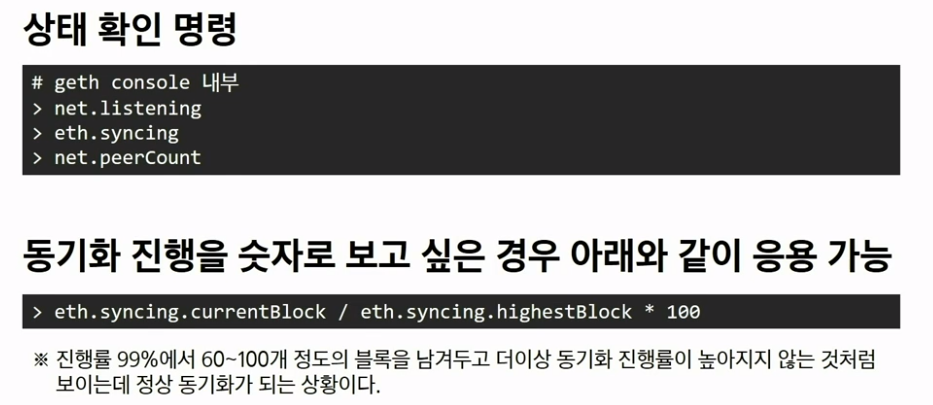 상태 확인 명령
# geth console 내부
> net.listening
> eth.syncing
> net.peerCount
동기화 진행을 숫자로 보고 싶은 경우 아래와 같이 응용 가능
> eth.syncing.currentBlock / eth.syncing.highestBlock * 100
※ 진행률 99%에서 60~100개 정도의 블록을 남겨두고 더이상 동기화 진행률이 높아지지 않는 것처럼
보이는데 정상 동기화가 되는 상황이다.